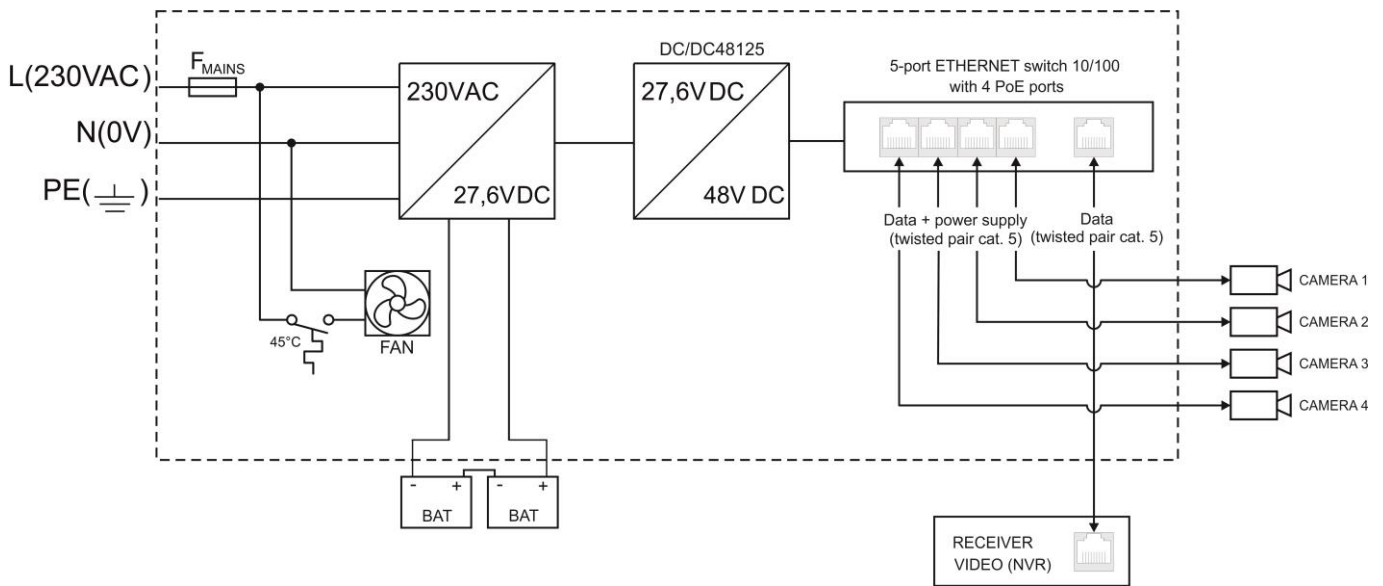 DC/DC48125
5-port ETHERNET switch 10/100
with 4 PoE ports
L(230VAC)
F MAINS
230VAC
27,6VDC
27,6VDC
48V DC
N(0V)
PE( )
Data + power supply
(twisted pair cat. 5)
Data
(twisted pair cat. 5)
45°C
FAN
CAMERA 1
CAMERA 2
CAMERA 3
CAMERA 4
- +
BAT
- +
BAT
RECEIVER
VIDEO (NVR)